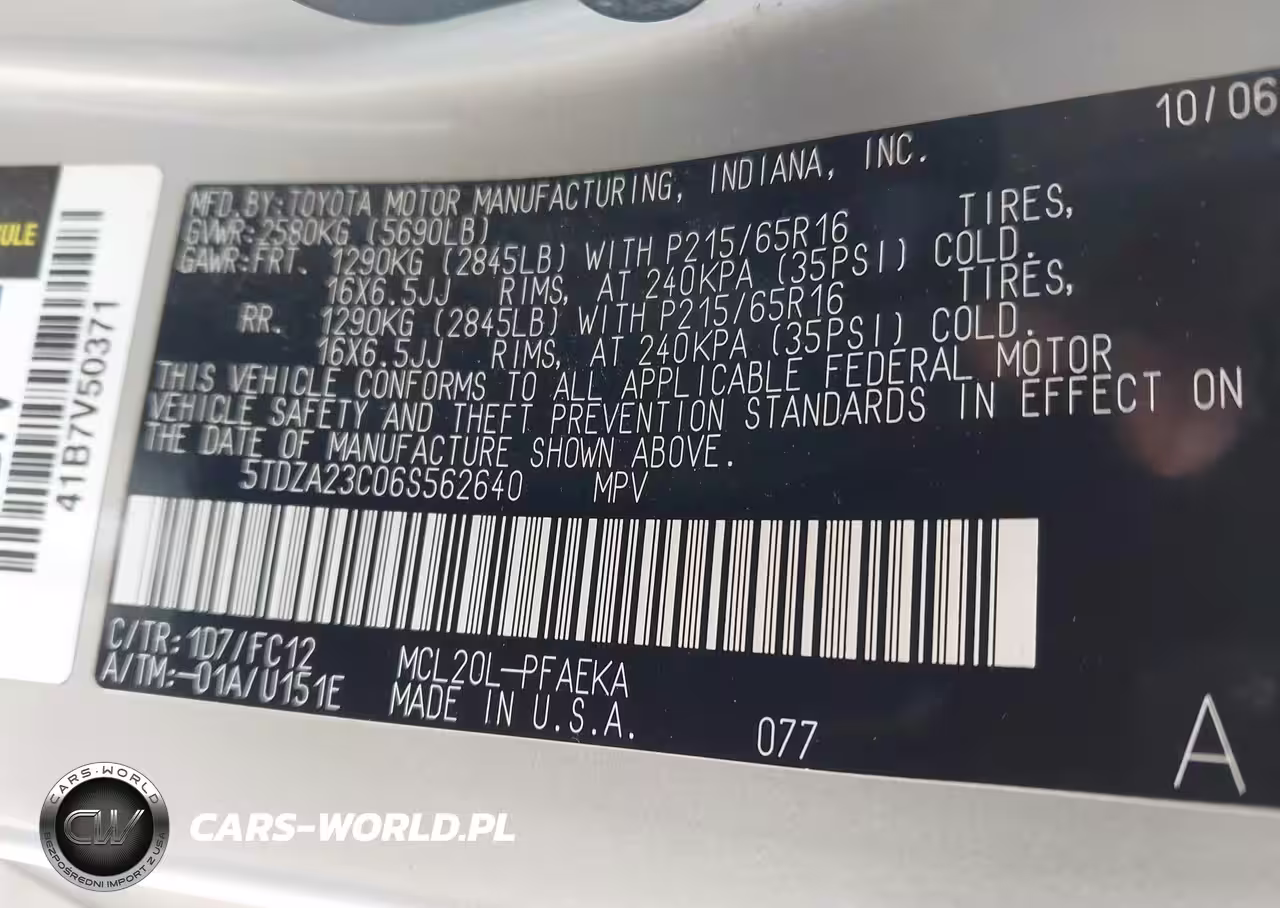 10/06
MFD.BY:TOYOTA MOTOR MANUFACTURING, INDIANA, INC.
GVWR:2580KG (5690LB)
GAWR:FRT. 1290KG (2845LB) WITH P215/65R16 TIRES,
16X6.5JJ RIMS, AT 240KPA (35PSI) COLD.
RR. 1290KG (2845LB) WITH P215/65R16 TIRES,
16X6.5JJ RIMS, AT 240KPA (35PSI) COLD.
THIS VEHICLE CONFORMS TO ALL APPLICABLE FEDERAL MOTOR
VEHICLE SAFETY AND THEFT PREVENTION STANDARDS IN EFFECT ON
THE DATE OF MANUFACTURE SHOWN ABOVE.
5TDZA23C06S562640 MPV
C/TR:1D7/FC12 MCL20L-PFAEKA
A/TM:-01A/U151E MADE IN U.S.A.
077
A
41B7V50371
CARS-WORLD
CW
BEZPOŚREDNI IMPORT Z USA
CARS-WORLD.PL